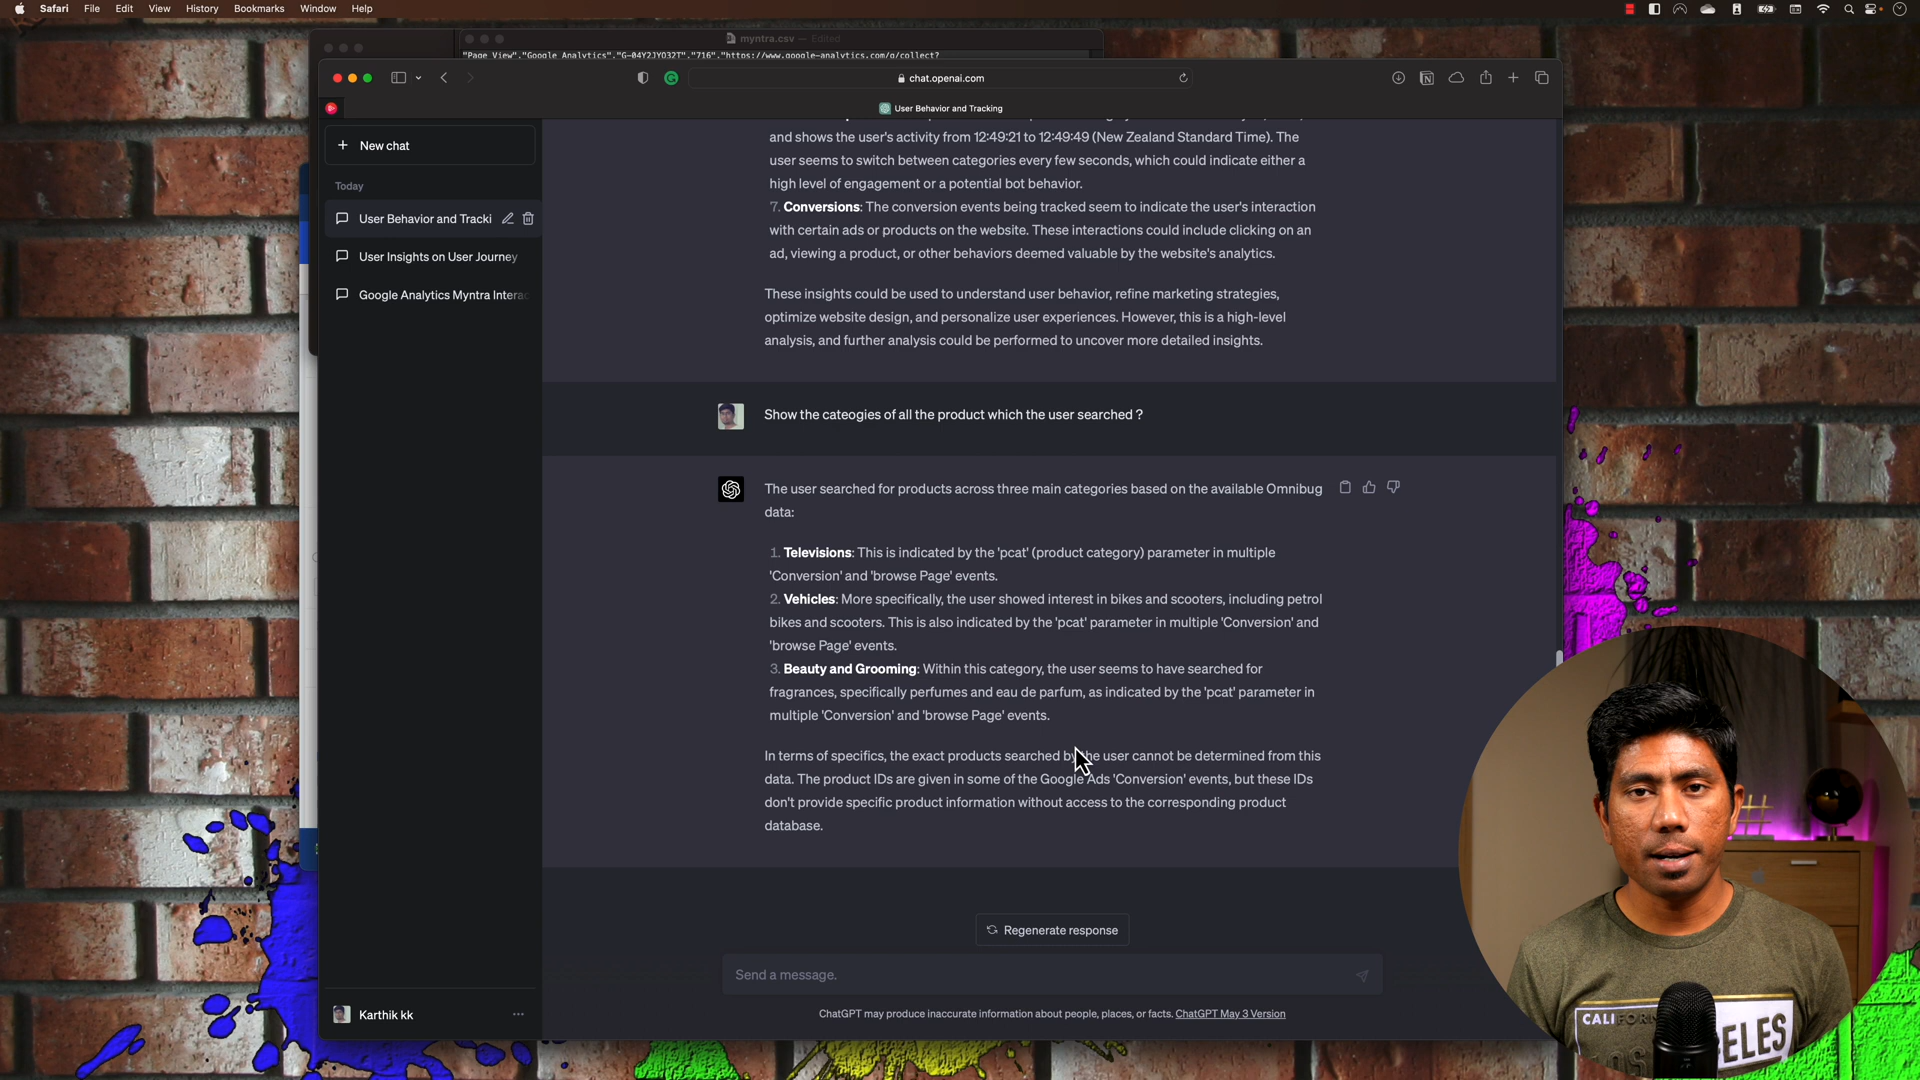 Safari File Edit View History Bookmarks Window Help
myntra.csv — Edited
"Page View","Google Analytics","G-04Y2JYO32T","716","https://www.google-analytics.com/g/collect?
chat.openai.com
User Behavior and Tracking
New chat
Today
User Behavior and Tracki
User Insights on User Journey
Google Analytics Myntra Interac
and shows the user's activity from 12:49:21 to 12:49:49 (New Zealand Standard Time). The
user seems to switch between categories every few seconds, which could indicate either a
high level of engagement or a potential bot behavior.
7. Conversions: The conversion events being tracked seem to indicate the user's interaction
with certain ads or products on the website. These interactions could include clicking on an
ad, viewing a product, or other behaviors deemed valuable by the website's analytics.
These insights could be used to understand user behavior, refine marketing strategies,
optimize website design, and personalize user experiences. However, this is a high-level
analysis, and further analysis could be performed to uncover more detailed insights.
Show the cateogies of all the product which the user searched ?
The user searched for products across three main categories based on the available Omnibug
data:
1. Televisions: This is indicated by the 'pcat' (product category) parameter in multiple
'Conversion' and 'browse Page' events.
2. Vehicles: More specifically, the user showed interest in bikes and scooters, including petrol
bikes and scooters. This is also indicated by the 'pcat' parameter in multiple 'Conversion' and
'browse Page' events.
3. Beauty and Grooming: Within this category, the user seems to have searched for
fragrances, specifically perfumes and eau de parfum, as indicated by the 'pcat' parameter in
multiple 'Conversion' and 'browse Page' events.
In terms of specifics, the exact products searched by the user cannot be determined from this
data. The product IDs are given in some of the Google Ads 'Conversion' events, but these IDs
don't provide specific product information without access to the corresponding product
database.
Regenerate response
Send a message.
ChatGPT may produce inaccurate information about people, places, or facts. ChatGPT May 3 Version
Karthik kk
CALIFORN
ELES